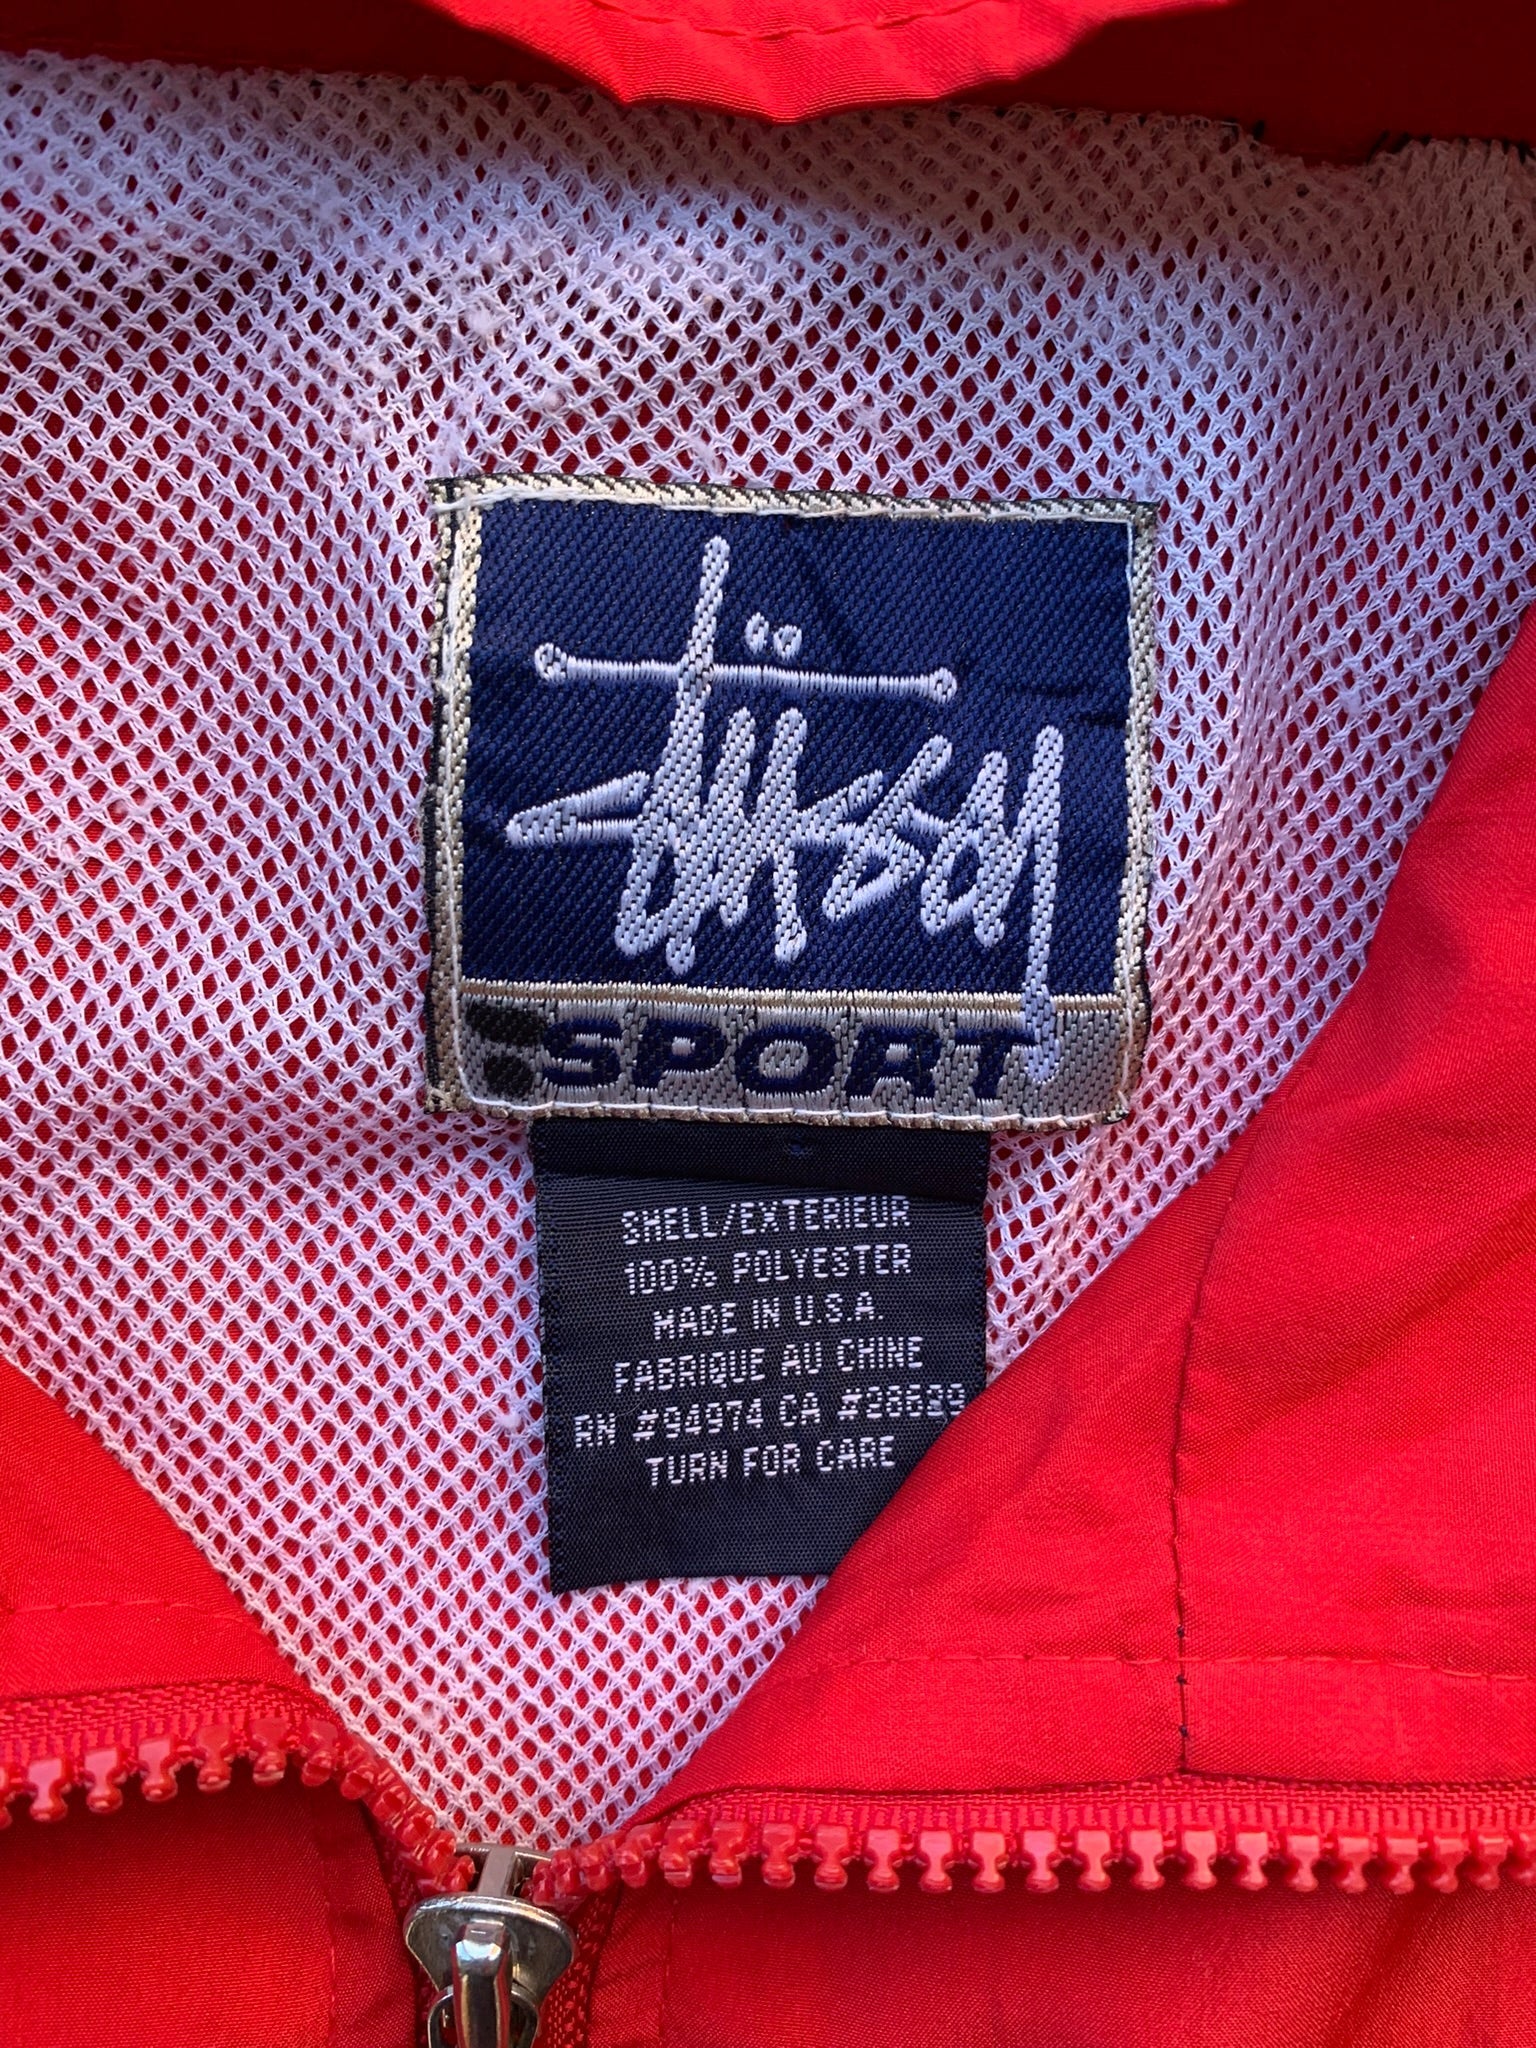 Stüssy
SPORT
SHELL/EXTERIEUR
100% POLYESTER
MADE IN U.S.A.
FABRIQUE AU CHINE
RN #94974 CA #28629
TURN FOR CARE